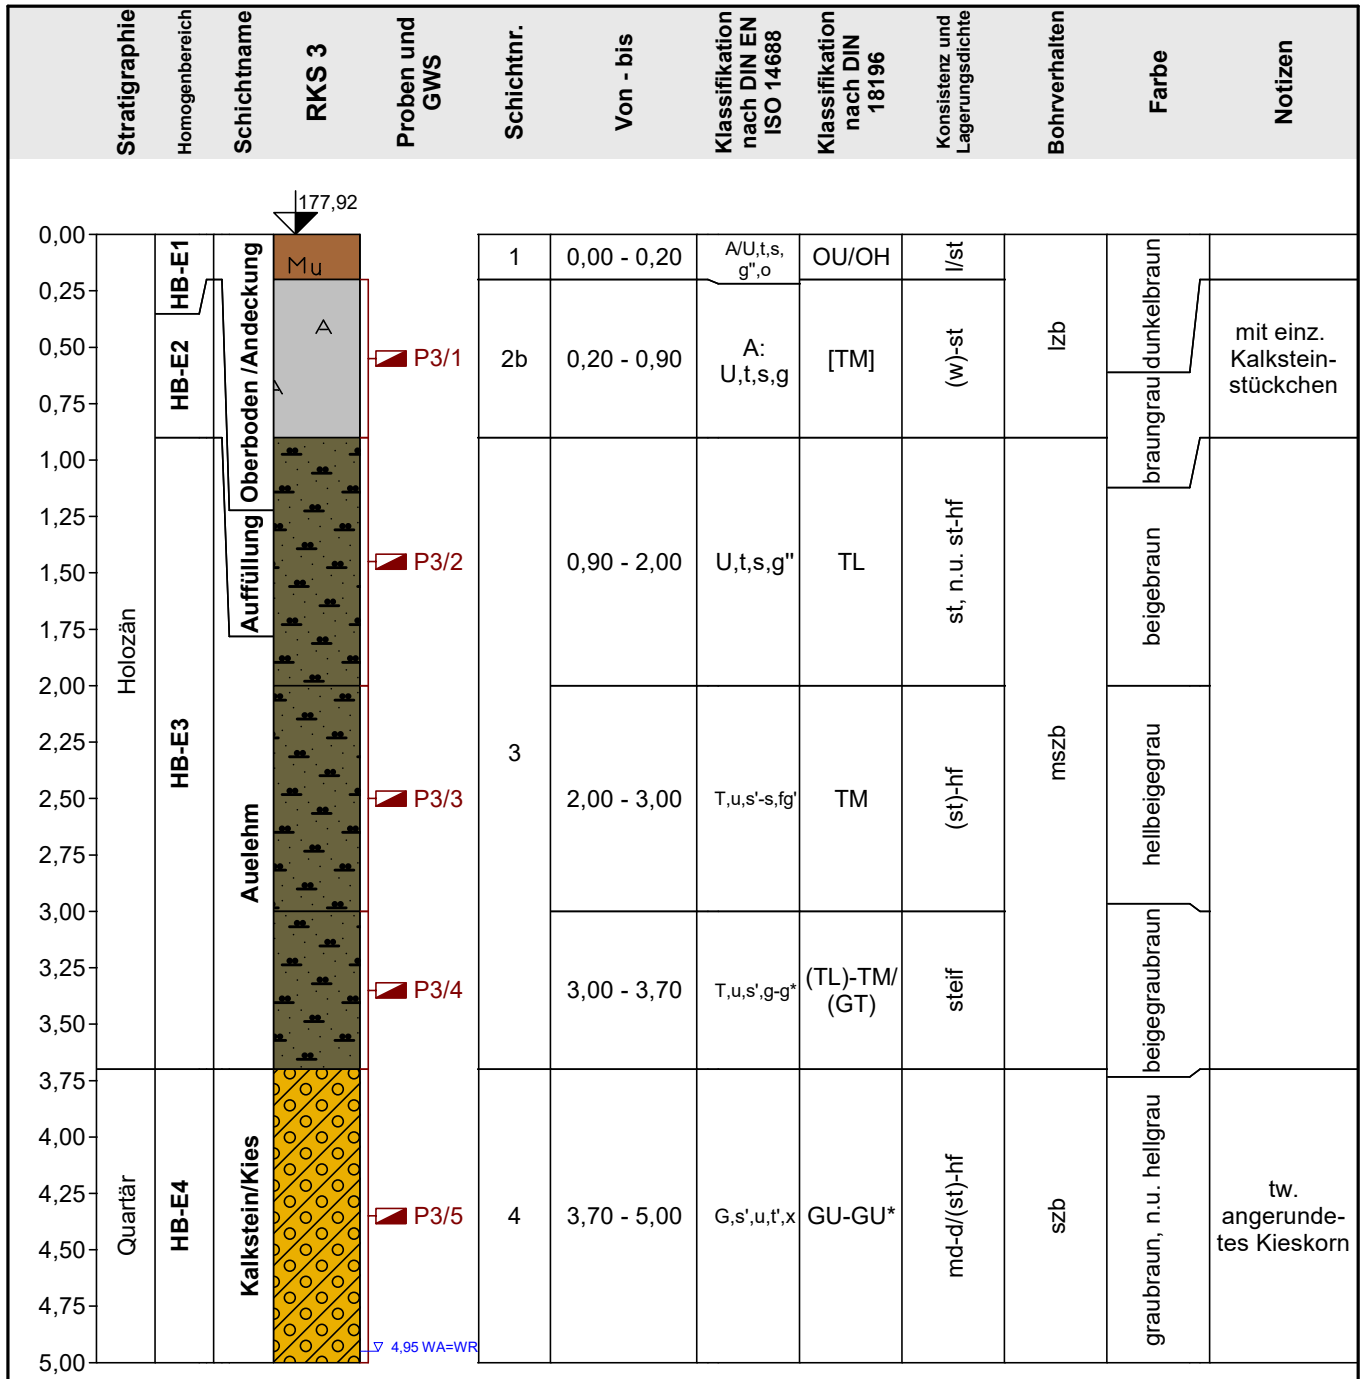 Stratigraphie
Homogenbereich
Schichtname
RKS 3
Proben und
GWS
Schichtnr.
Von - bis
Klassifikation
nach DIN EN
ISO 14688
Klassifikation
nach DIN
18196
Konsistenz und
Lagerungsdichte
Bohrverhalten
Farbe
Notizen
177,92
0,00
0,25
0,50
0,75
1,00
1,25
1,50
1,75
2,00
2,25
2,50
2,75
3,00
3,25
3,50
3,75
4,00
4,25
4,50
4,75
5,00
Holozän
Quartär
HB-E1
HB-E2
HB-E3
HB-E4
Oberboden /Andeckung
Auffüllung
Auelehm
Kalkstein/Kies
Mu
A
A
P3/1
P3/2
P3/3
P3/4
P3/5
4,95 WA=WR
1
0,00 - 0,20
A/U,t,s,
g",o
OU/OH
l/st
lzb
dunkelbraun
2b
0,20 - 0,90
A:
U,t,s,g
[TM]
(w)-st
braungrau
mit einz.
Kalkstein-
stückchen
3
0,90 - 2,00
U,t,s,g"
TL
st, n.u. st-hf
mszb
beigebraun
2,00 - 3,00
T,u,s'-s,fg'
TM
(st)-hf
hellbeigegrau
3,00 - 3,70
T,u,s',g-g*
(TL)-TM/
(GT)
steif
beigegraubraun
4
3,70 - 5,00
G,s',u,t',x
GU-GU*
md-d/(st)-hf
szb
graubraun, n.u. hellgrau
tw.
angerunde-
tes Kieskorn